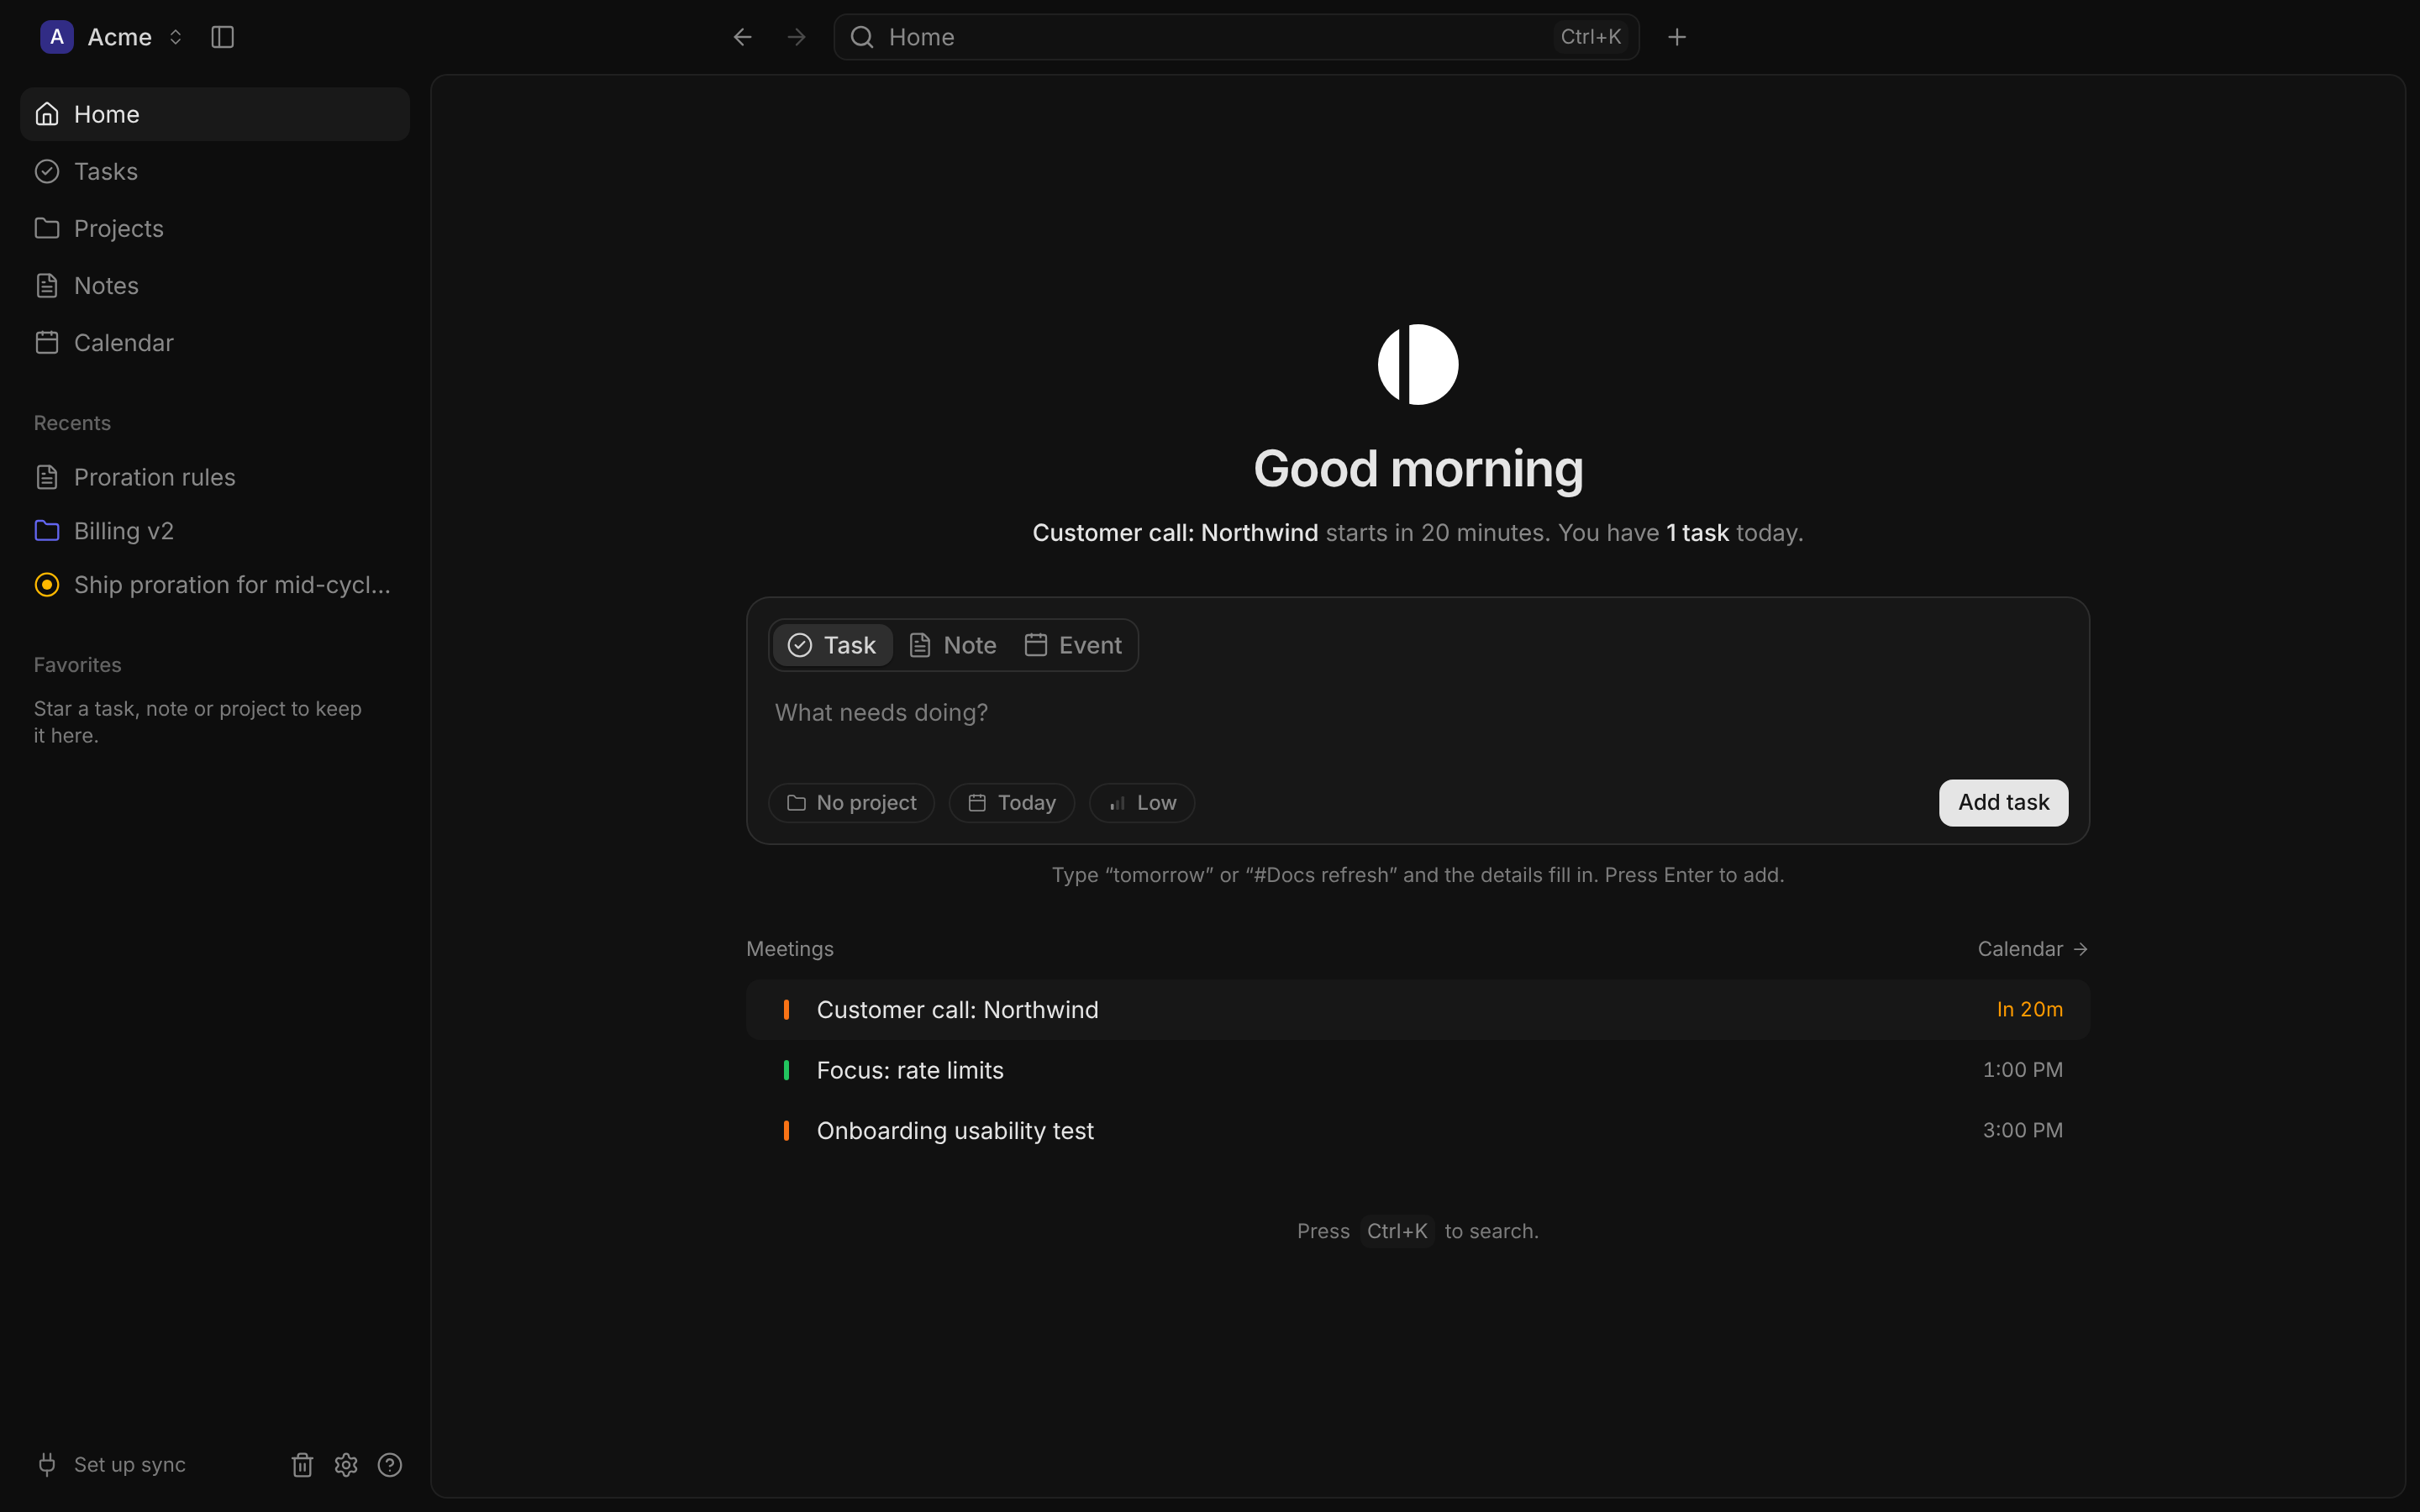 A Acme
Home Ctrl+K
Home
Tasks
Projects
Notes
Calendar
Recents
Proration rules
Billing v2
Ship proration for mid-cycl...
Favorites
Star a task, note or project to keep
it here.
Set up sync
Good morning
Customer call: Northwind starts in 20 minutes. You have 1 task today.
Task Note Event
What needs doing?
No project Today Low Add task
Type “tomorrow” or “#Docs refresh” and the details fill in. Press Enter to add.
Meetings Calendar →
Customer call: Northwind In 20m
Focus: rate limits 1:00 PM
Onboarding usability test 3:00 PM
Press Ctrl+K to search.